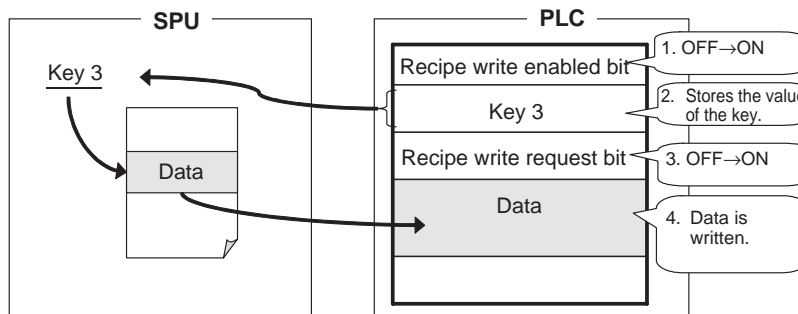 SPU
PLC
Key 3
Data
Recipe write enabled bit
Key 3
Recipe write request bit
Data
1. OFF→ON
2. Stores the value
of the key.
3. OFF→ON
4. Data is
written.